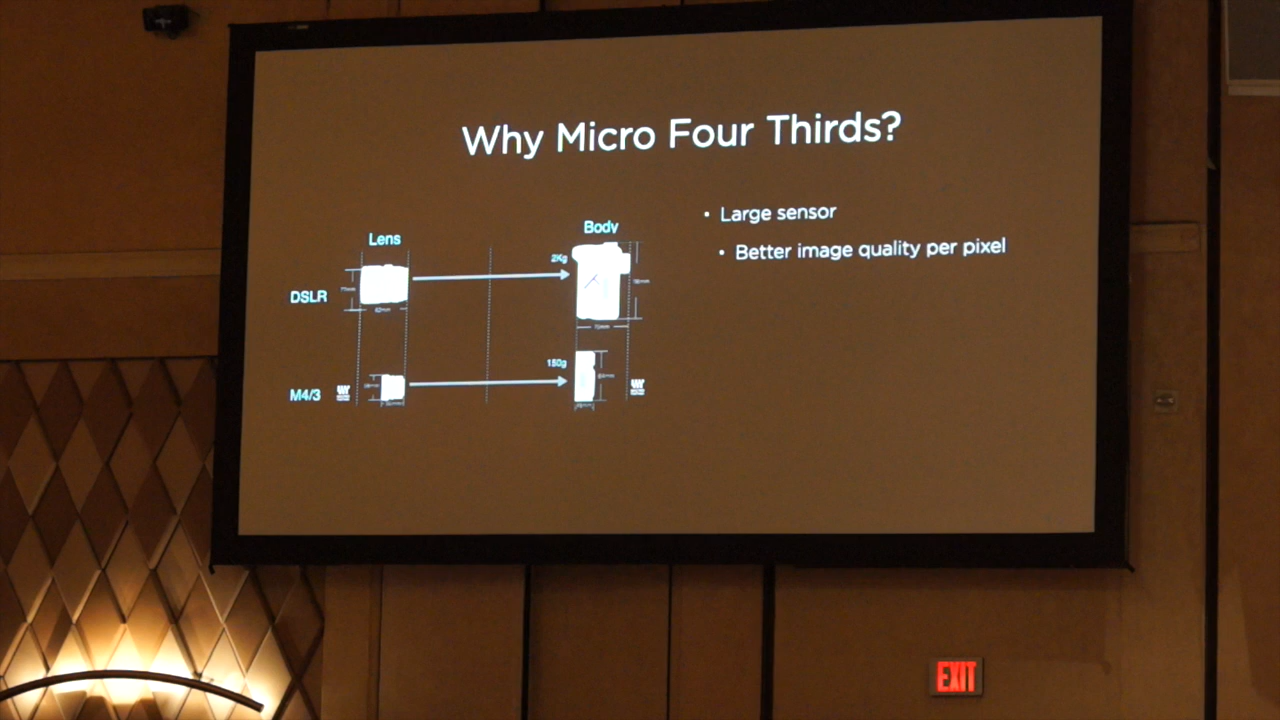 Why Micro Four Thirds?
• Large sensor
• Better image quality per pixel
Lens
Body
2Kg
DSLR
150g
M4/3
EXIT